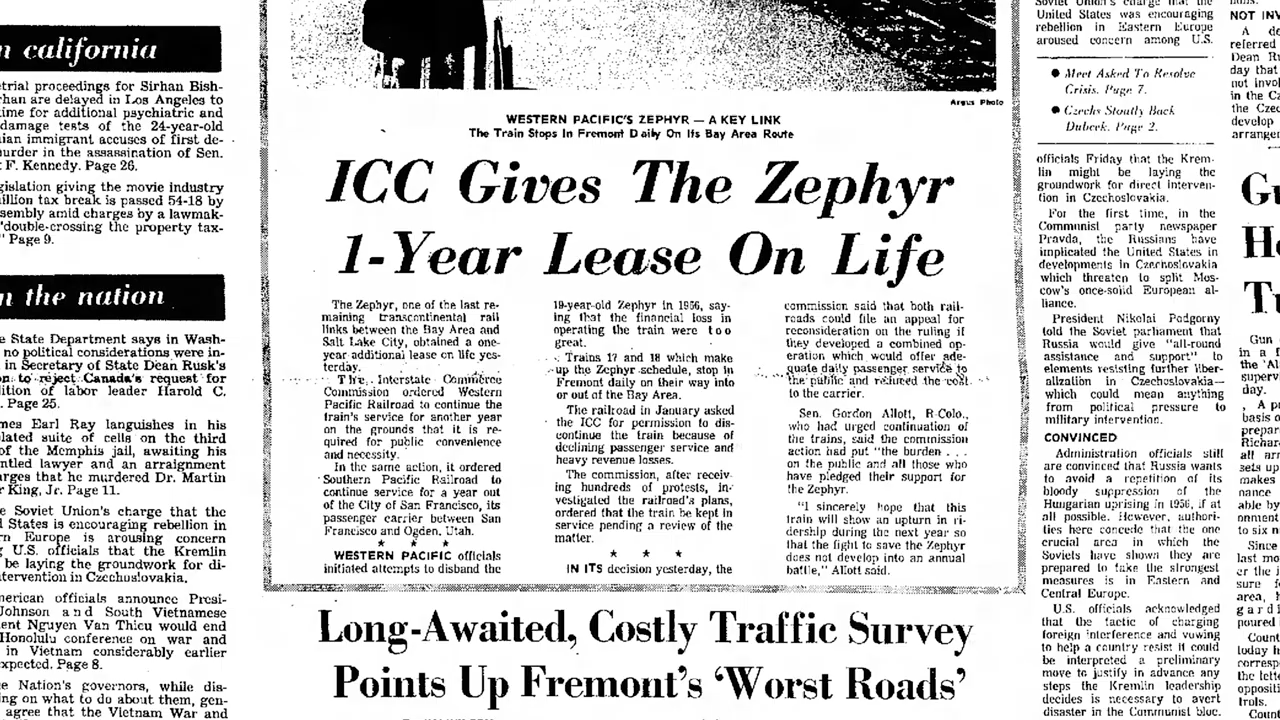 n california
trial proceedings for Sirhan Bish-
rhan are delayed in Los Angeles to
ime for additional psychiatric and
damage tests of the 24-year-old
ian immigrant accuses of first de-
urder in the assassination of Sen.
F. Kennedy. Page 26.
gislation giving the movie industry
illion tax break is passed 54-18 by
sembly amid charges by a lawmak-
"double-crossing the property tax-
" Page 9.
n the nation
e State Department says in Wash-
no political considerations were in-
in Secretary of State Dean Rusk's
on to reject Canada's request for
lition of labor leader Harold C.
. Page 25.
mes Earl Ray languishes in his
lated suite of cells on the third
of the Memphis jail, awaiting his
ntled lawyer and an arraignment
arges that he murdered Dr. Martin
r King, Jr. Page 11.
e Soviet Union's charge that the
d States is encouraging rebellion in
rn Europe is arousing concern
g U.S. officials that the Kremlin
be laying the groundwork for di-
tervention in Czechoslovakia.
merican officials announce Presi-
Johnson and South Vietnamese
ent Nguyen Van Thicu would end
Honolulu conference on war and
in Vietnam considerably earlier
xpected. Page 8.
e Nation's governors, while dis-
ng on what to do about them, gen-
agree that the Vietnam War and
Argus Photo
WESTERN PACIFIC'S ZEPHYR — A KEY LINK
The Train Stops In Fremont Daily On Its Bay Area Route
ICC Gives The Zephyr
1-Year Lease On Life
The Zephyr, one of the last re-
maining transcontinental rail
links between the Bay Area and
Salt Lake City, obtained a one-
year additional lease on life yes-
terday.
The Interstate Commerce
Commission ordered Western
Pacific Railroad to continue the
train's service for another year
on the grounds that it is re-
quired for public convenience
and necessity.
In the same action, it ordered
Southern Pacific Railroad to
continue service for a year out
of the City of San Francisco, its
passenger carrier between San
Francisco and Ogden, Utah.
* * *
WESTERN PACIFIC officials
initiated attempts to disband the
19-year-old Zephyr in 1956, say-
ing that the financial loss in
operating the train were too
great.
Trains 17 and 18 which make
up the Zephyr schedule, stop in
Fremont daily on their way into
or out of the Bay Area.
The railroad in January asked
the ICC for permission to dis-
continue the train because of
declining passenger service and
heavy revenue losses.
The commission, after receiv-
ing hundreds of protests, in-
vestigated the railroad's plans,
ordered that the train be kept in
service pending a review of the
matter.
* * *
IN ITS decision yesterday, the
commission said that both rail-
roads could file an appeal for
reconsideration on the ruling if
they developed a combined op-
eration which would offer ade-
quate daily passenger service to
the public and reduced the cost
to the carrier.
Sen. Gordon Allott, R-Colo.,
who had urged continuation of
the trains, said the commission
action had put "the burden . . .
on the public and all those who
have pledged their support for
the Zephyr.
"I sincerely hope that this
train will show an upturn in ri-
dership during the next year so
that the fight to save the Zephyr
does not develop into an annual
battle," Allott said.
Long-Awaited, Costly Traffic Survey
Points Up Fremont's 'Worst Roads'
Soviet Union's charge that the
United States was encouraging
rebellion in Eastern Europe
aroused concern among U.S.
● Meet Asked To Resolve
Crisis. Page 7.
● Czechs Stoutly Back
Dubcek. Page 2.
officials Friday that the Krem-
lin might be laying the
groundwork for direct interven-
tion in Czechoslovakia.
For the first time, in the
Communist party newspaper
Pravda, the Russians have
implicated the United States in
developments in Czechoslovakia
which threaten to split Mos-
cow's once-solid European al-
liance.
President Nikolai Podgorny
told the Soviet parliament that
Russia would give "all-round
assistance and support" to
elements resisting further liber-
alization in Czechoslovakia—
which could mean anything
from political pressure to
military intervention.
CONVINCED
Administration officials still
are convinced that Russia wants
to avoid a repetition of its
bloody suppression of the
Hungarian uprising in 1956, if at
all possible. However, authori-
ties here concede that the one
crucial area in which the
Soviets have shown they are
prepared to take the strongest
measures is in Eastern and
Central Europe.
U.S. officials acknowledged
that the tactic of charging
foreign interference and vowing
to help a country resist it could
be interpreted a preliminary
move to justify in advance any
steps the Kremlin leadership
decides is necessary to avert
disaster in the Communist bloc.
NOT INV
A de
referred
Dean Ru
day that
not invol
in the Cz
the Czec
develop
arrange
Gu
Ho
Tr
Gun
in a l
the 'Al
superv
day.
A p
basis o
prepar
Richar
all arr
sets up
makes
nance
able by
onment
to six n
Since
last mo
er the j
sure
area, h
gard
poured
Count
today h
corresp
the lette
oppositi
trols.
Count